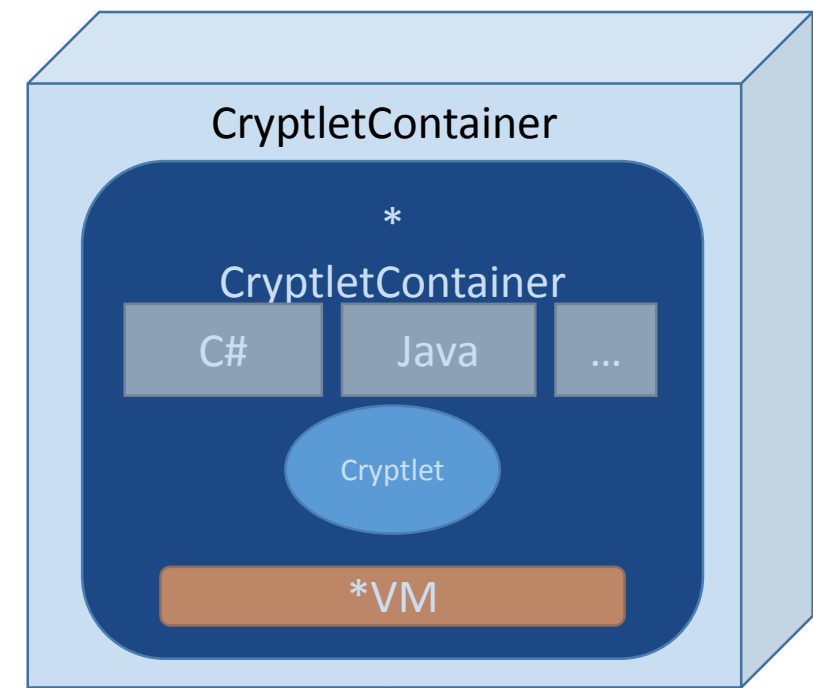 CryptletContainer
*
CryptletContainer
C# Java ...
Cryptlet
*VM